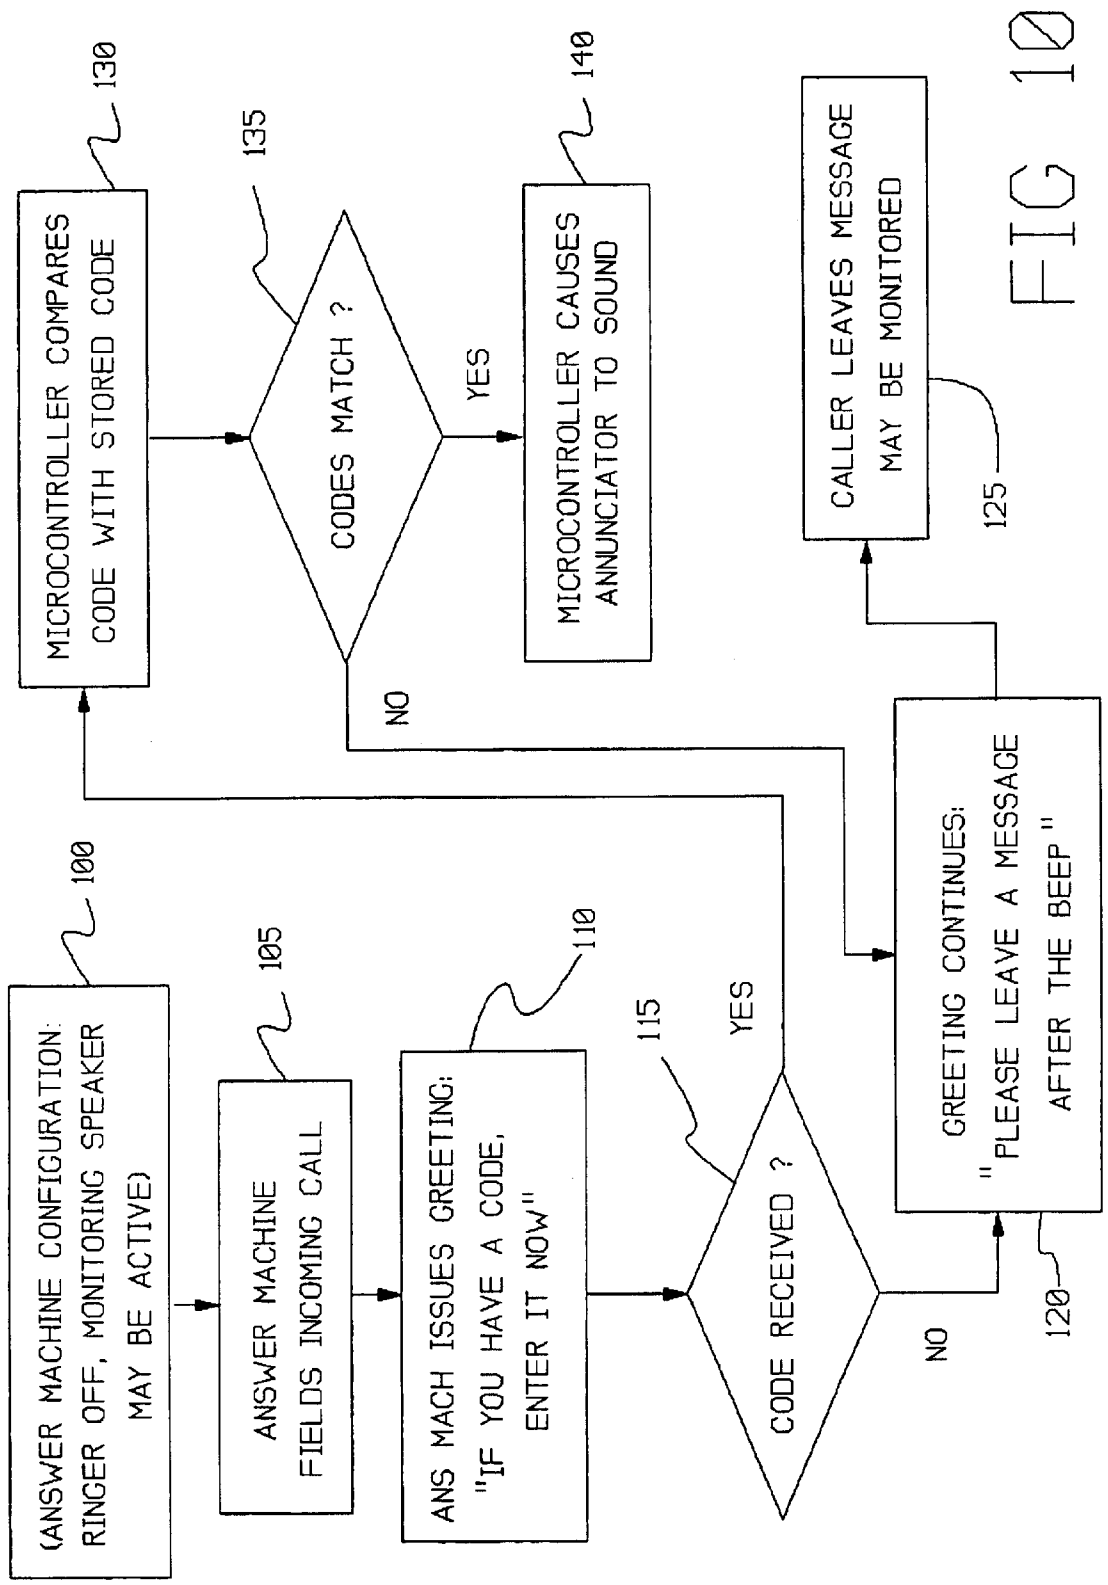 (ANSWER MACHINE CONFIGURATION:
RINGER OFF, MONITORING SPEAKER
MAY BE ACTIVE)
100
ANSWER MACHINE
FIELDS INCOMING CALL
105
ANS MACH ISSUES GREETING:
"IF YOU HAVE A CODE,
ENTER IT NOW"
110
CODE RECEIVED ?
115
YES
NO
GREETING CONTINUES:
"PLEASE LEAVE A MESSAGE
AFTER THE BEEP"
120
MICROCONTROLLER COMPARES
CODE WITH STORED CODE
130
CODES MATCH ?
135
NO
YES
MICROCONTROLLER CAUSES
ANNUNCIATOR TO SOUND
140
CALLER LEAVES MESSAGE
MAY BE MONITORED
125
FIG 10